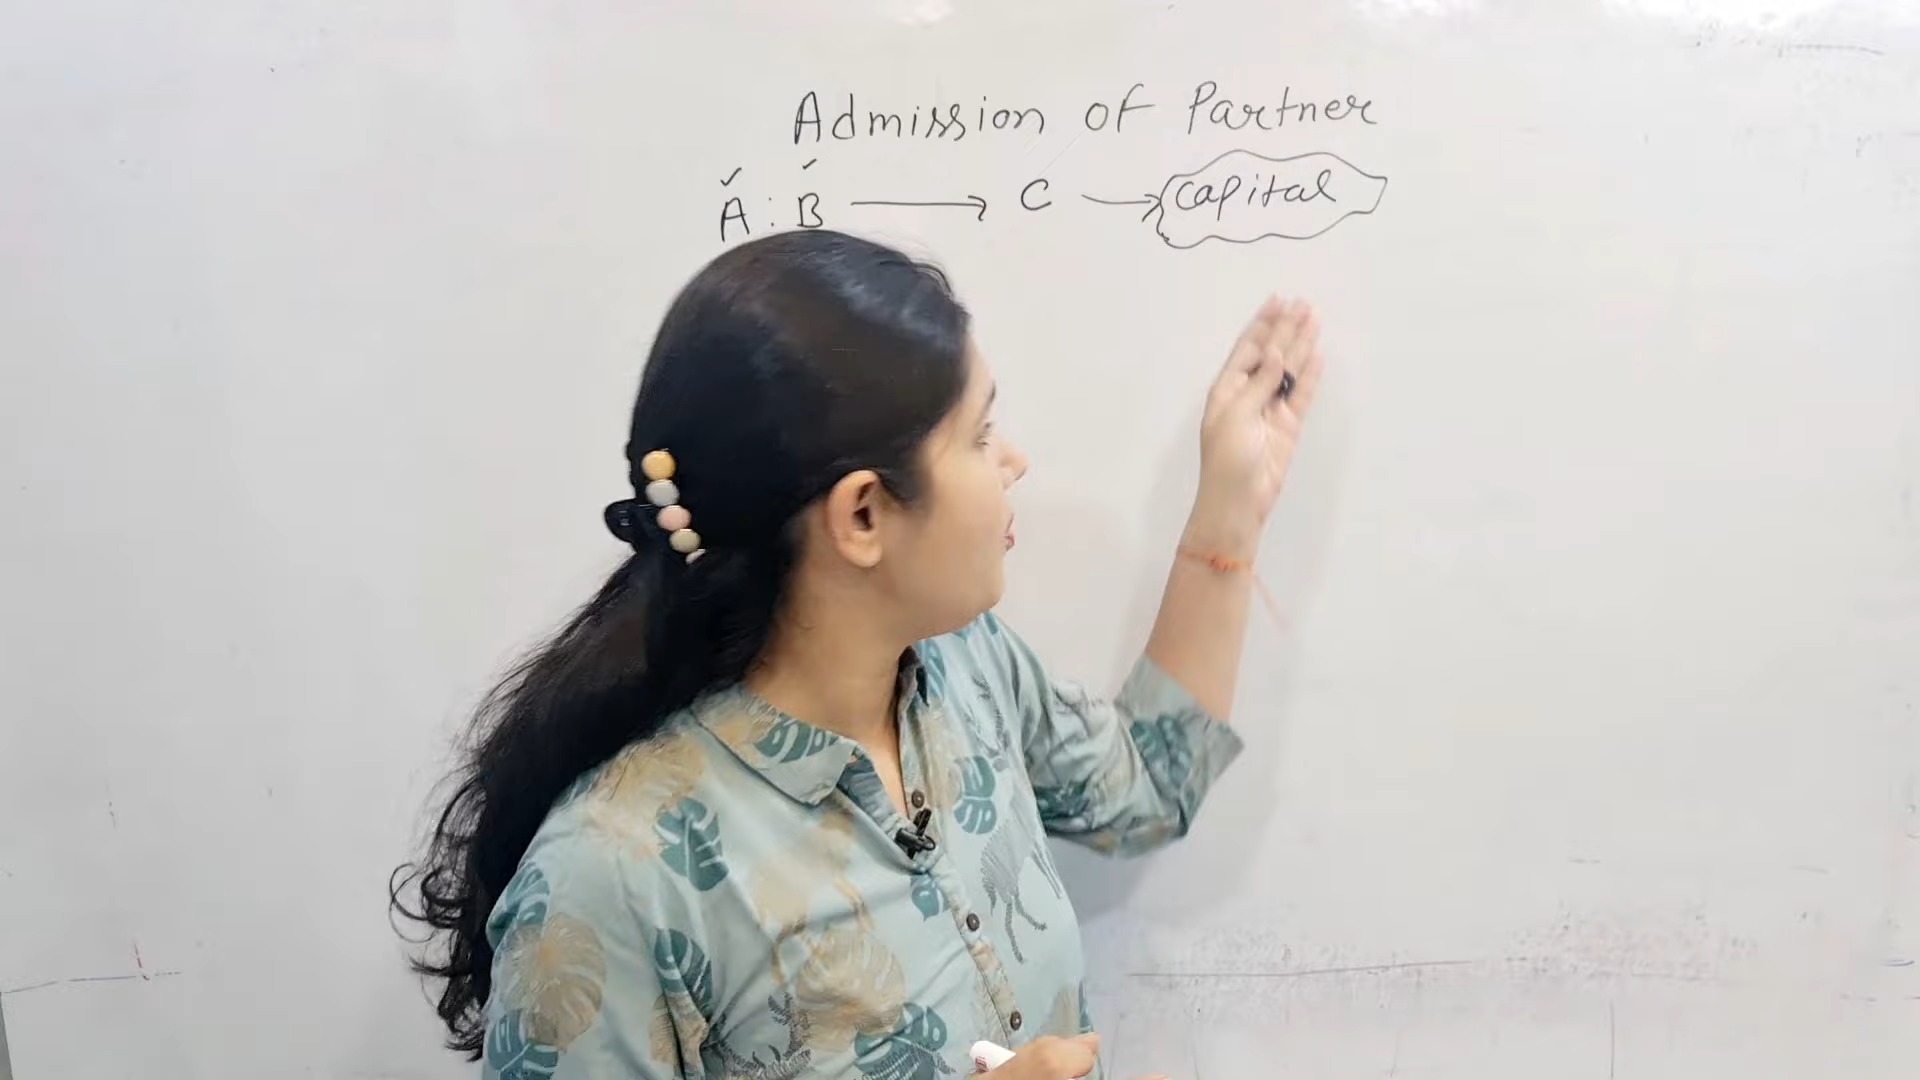 Admission of Partner
A : B → C → Capital